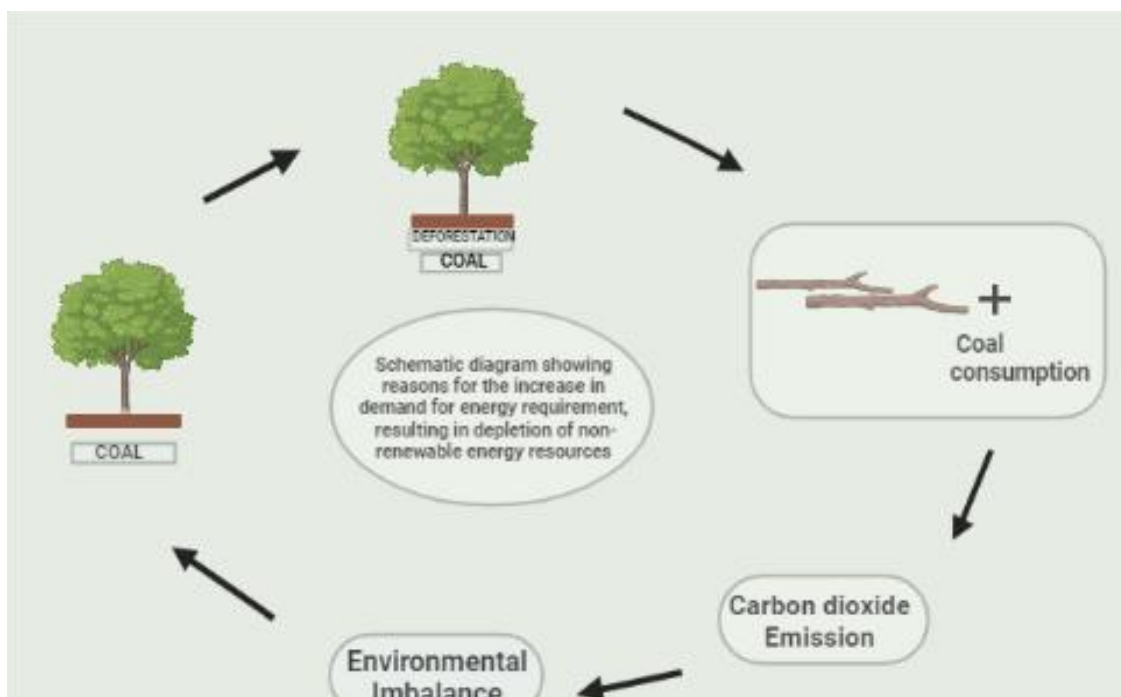 DEFORESTATION
COAL
COAL
Schematic diagram showing
reasons for the increase in
demand for energy requirement,
resulting in depletion of non-
renewable energy resources
+
Coal
consumption
Carbon dioxide
Emission
Environmental
Imbalance